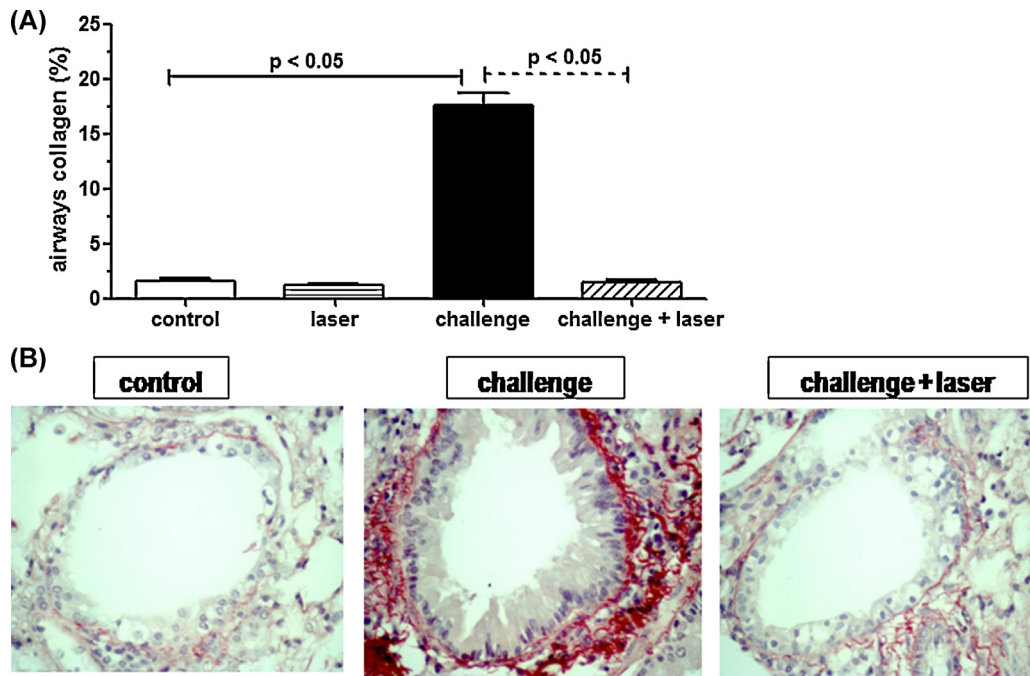 (A)
airways collagen (%)
25
20
15
10
5
0
p < 0.05
p < 0.05
control
laser
challenge
challenge + laser
(B)
control
challenge
challenge+laser